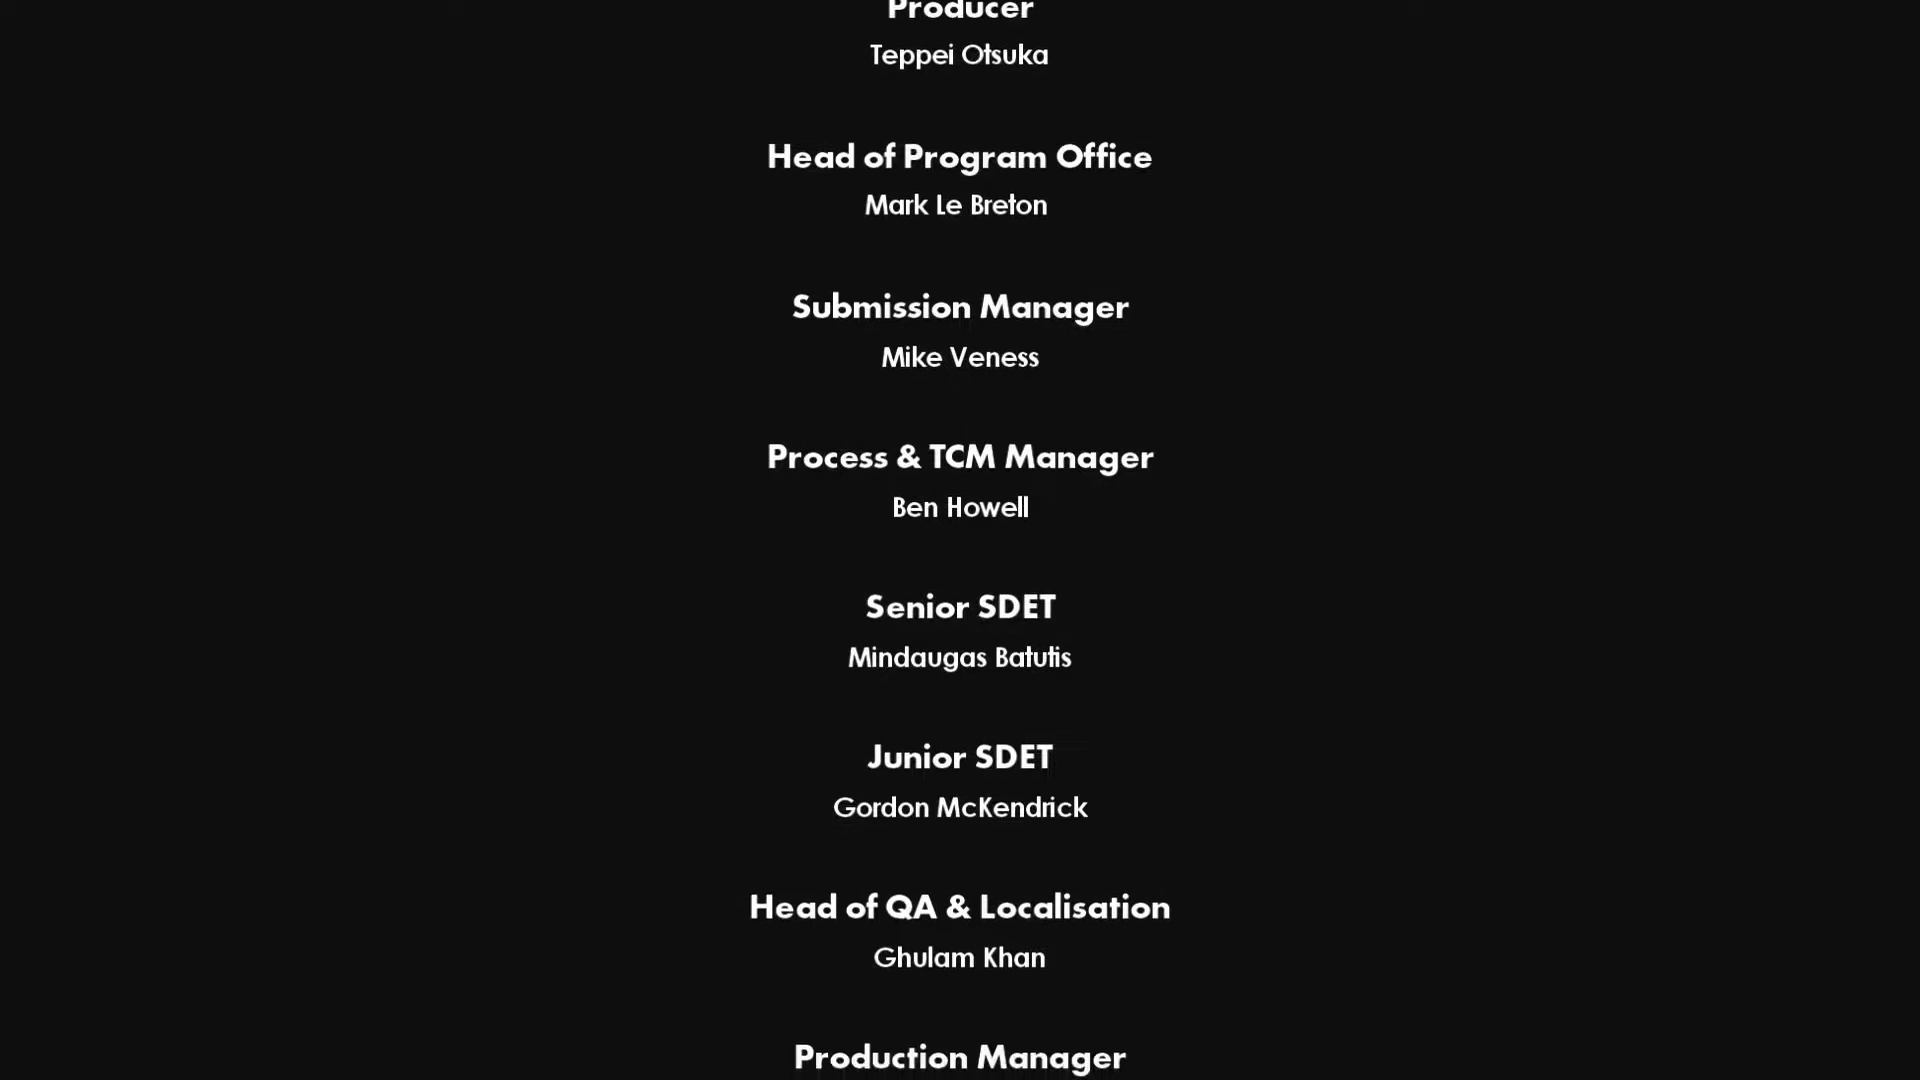 Producer
Teppei Otsuka
Head of Program Office
Mark Le Breton
Submission Manager
Mike Veness
Process & TCM Manager
Ben Howell
Senior SDET
Mindaugas Batutis
Junior SDET
Gordon McKendrick
Head of QA & Localisation
Ghulam Khan
Production Manager